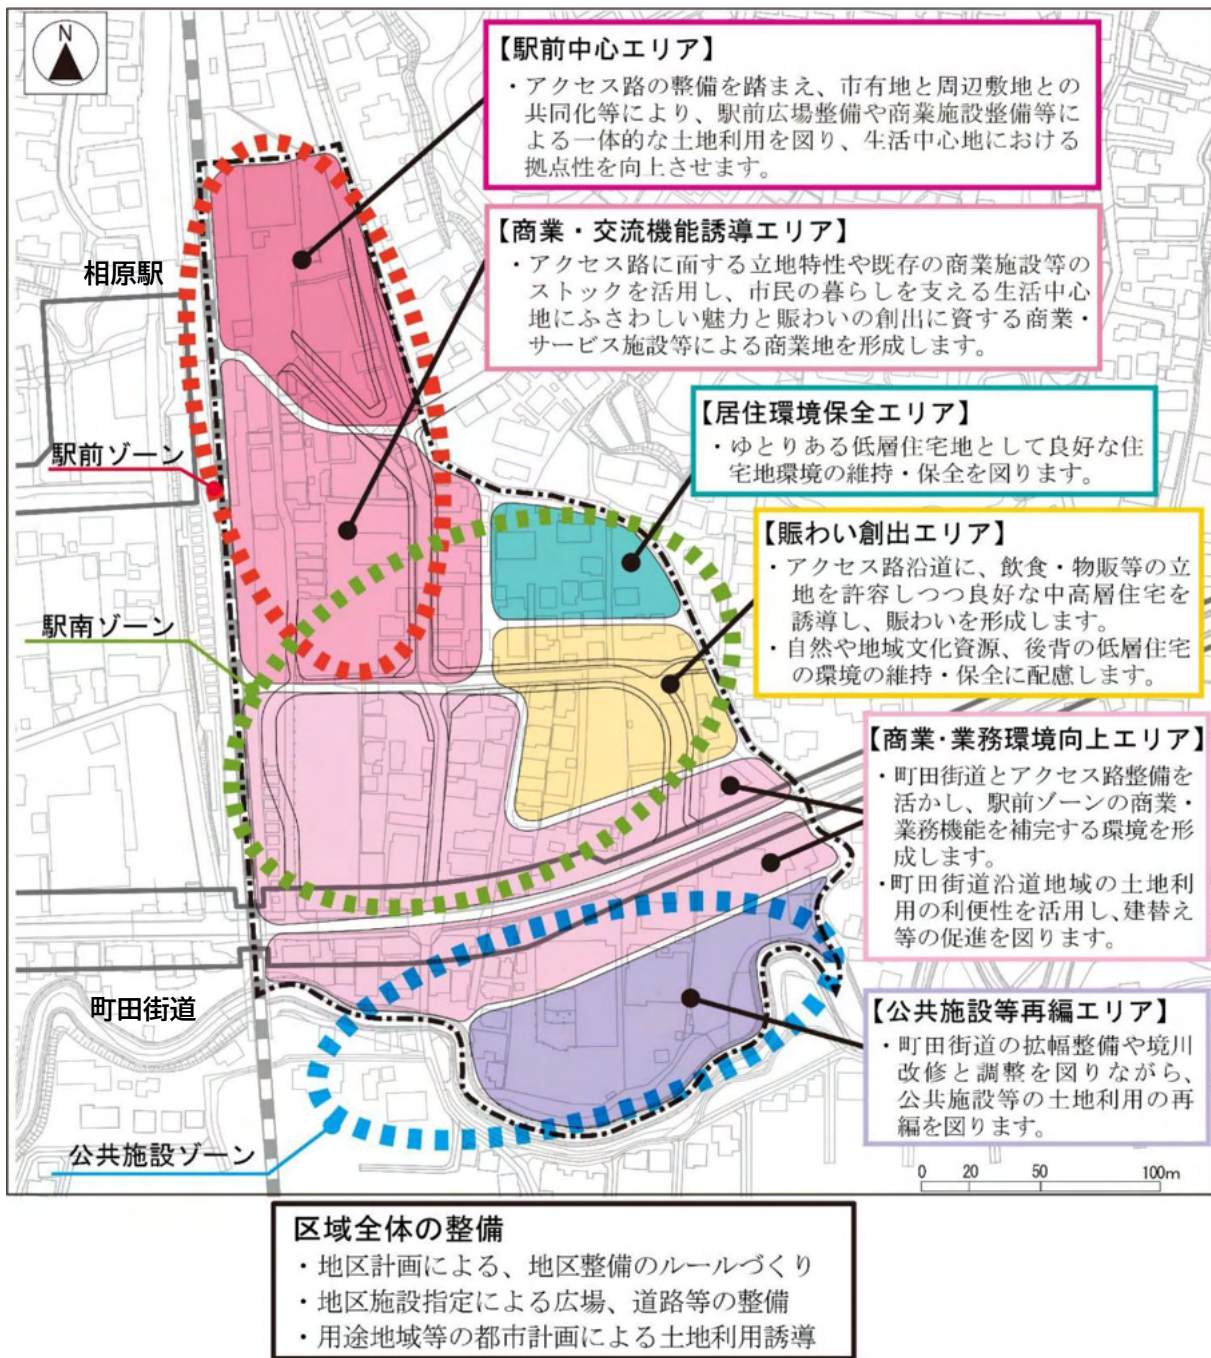 N
【駅前中心エリア】
・アクセス路の整備を踏まえ、市有地と周辺敷地との
共同化等により、駅前広場整備や商業施設整備等に
よる一体的な土地利用を図り、生活中心地における
拠点性を向上させます。
【商業・交流機能誘導エリア】
・アクセス路に面する立地特性や既存の商業施設等の
ストックを活用し、市民の暮らしを支える生活中心
地にふさわしい魅力と賑わいの創出に資する商業・
サービス施設等による商業地を形成します。
相原駅
【居住環境保全エリア】
・ゆとりある低層住宅地として良好な住
宅地環境の維持・保全を図ります。
駅前ゾーン
【賑わい創出エリア】
・アクセス路沿道に、飲食・物販等の立
地を許容しつつ良好な中高層住宅を
誘導し、賑わいを形成します。
・自然や地域文化資源、後背の低層住宅
の環境の維持・保全に配慮します。
駅南ゾーン
【商業・業務環境向上エリア】
・町田街道とアクセス路整備を
活かし、駅前ゾーンの商業・
業務機能を補完する環境を形
成します。
・町田街道沿道地域の土地利
用の利便性を活用し、建替え
等の促進を図ります。
町田街道
【公共施設等再編エリア】
・町田街道の拡幅整備や境川
改修と調整を図りながら、
公共施設等の土地利用の再
編を図ります。
公共施設ゾーン
0 20 50 100m
区域全体の整備
・地区計画による、地区整備のルールづくり
・地区施設指定による広場、道路等の整備
・用途地域等の都市計画による土地利用誘導